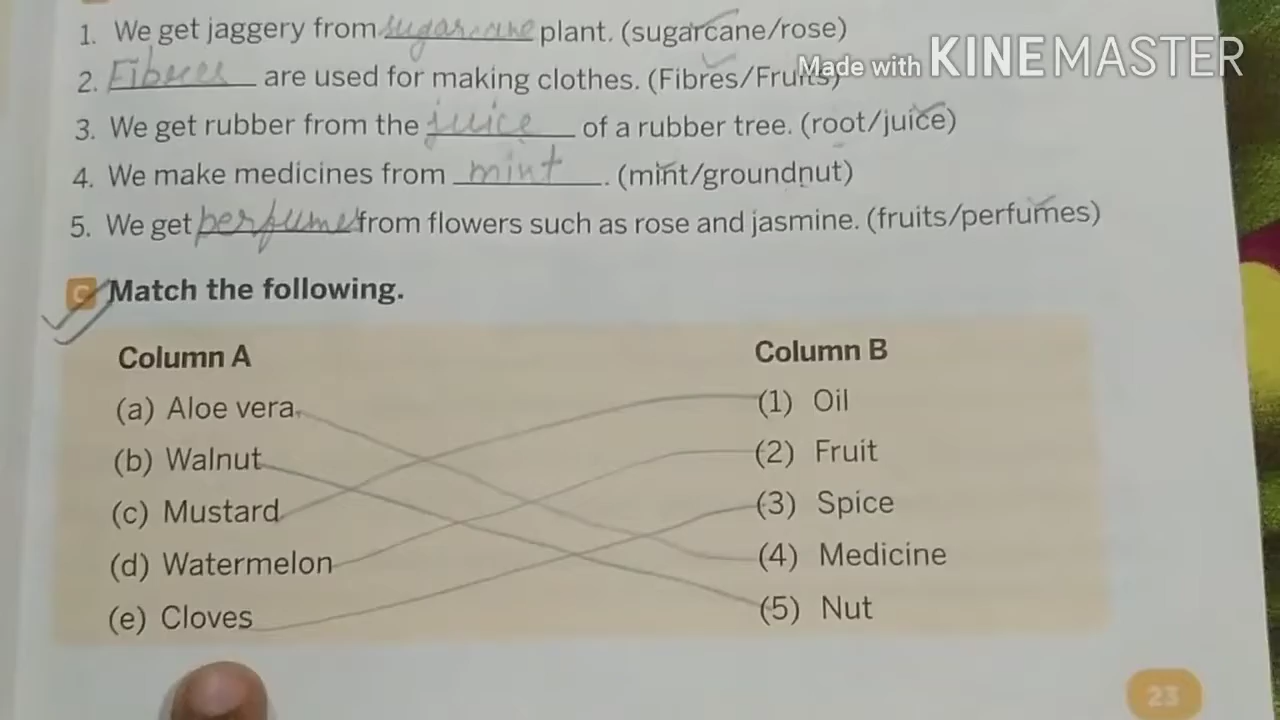 1. We get jaggery from sugarcane plant. (sugarcane/rose)
2. Fibres are used for making clothes. (Fibres/Fruits)
Made with KINEMASTER
3. We get rubber from the juice of a rubber tree. (root/juice)
4. We make medicines from mint. (mint/groundnut)
5. We get perfumes from flowers such as rose and jasmine. (fruits/perfumes)
C Match the following.
Column A Column B
(a) Aloe vera (1) Oil
(b) Walnut (2) Fruit
(c) Mustard (3) Spice
(d) Watermelon (4) Medicine
(e) Cloves (5) Nut
23